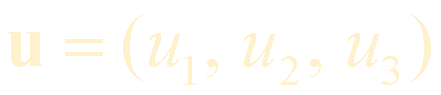 u = (u₁, u₂, u₃)